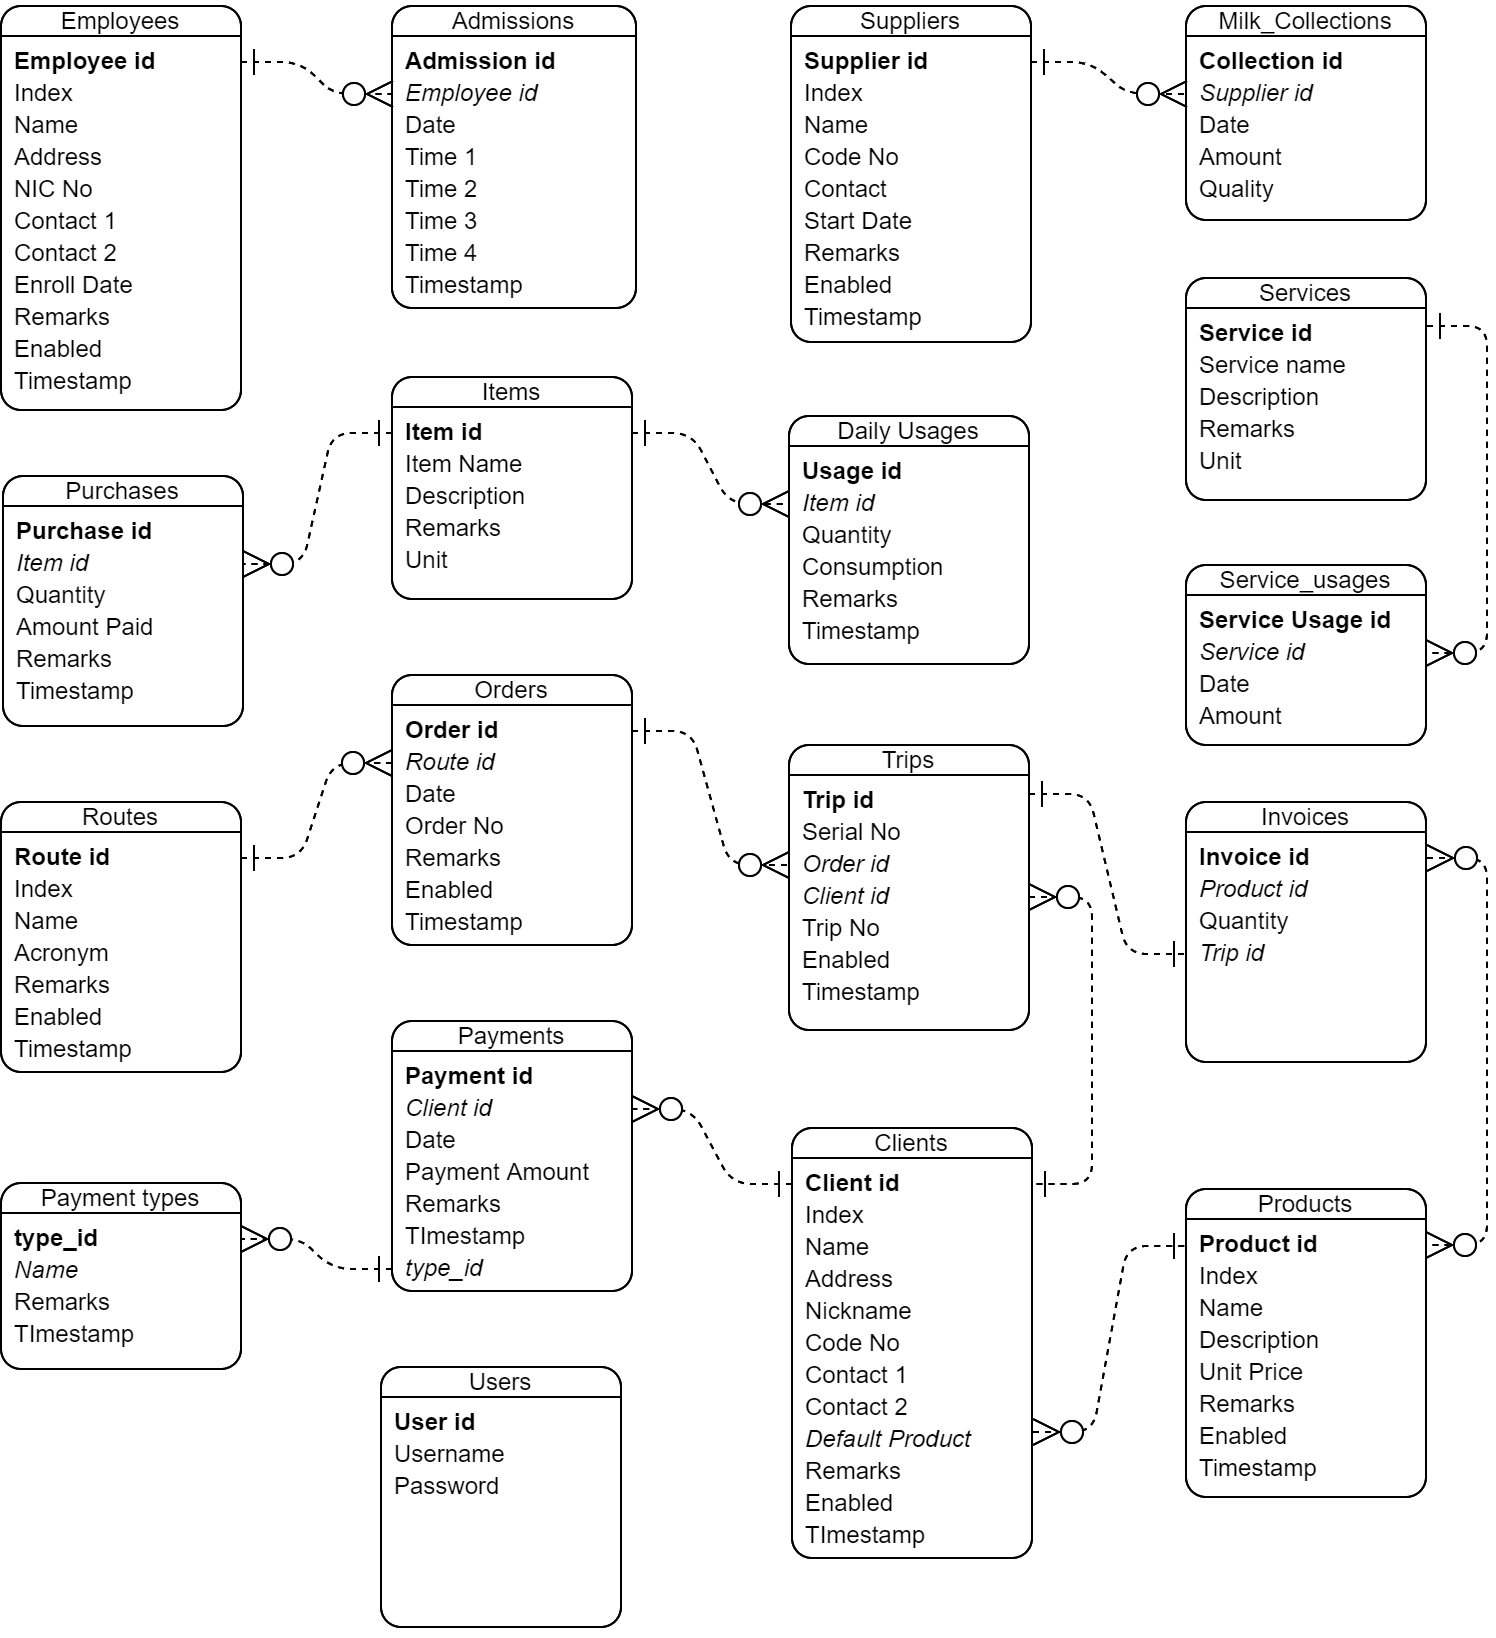 Employees
Employee id
Index
Name
Address
NIC No
Contact 1
Contact 2
Enroll Date
Remarks
Enabled
Timestamp
Admissions
Admission id
Employee id
Date
Time 1
Time 2
Time 3
Time 4
Timestamp
Suppliers
Supplier id
Index
Name
Code No
Contact
Start Date
Remarks
Enabled
Timestamp
Milk_Collections
Collection id
Supplier id
Date
Amount
Quality
Services
Service id
Service name
Description
Remarks
Unit
Items
Item id
Item Name
Description
Remarks
Unit
Daily Usages
Usage id
Item id
Quantity
Consumption
Remarks
Timestamp
Purchases
Purchase id
Item id
Quantity
Amount Paid
Remarks
Timestamp
Service_usages
Service Usage id
Service id
Date
Amount
Orders
Order id
Route id
Date
Order No
Remarks
Enabled
Timestamp
Trips
Trip id
Serial No
Order id
Client id
Trip No
Enabled
Timestamp
Routes
Route id
Index
Name
Acronym
Remarks
Enabled
Timestamp
Invoices
Invoice id
Product id
Quantity
Trip id
Payments
Payment id
Client id
Date
Payment Amount
Remarks
TImestamp
type_id
Clients
Client id
Index
Name
Address
Nickname
Code No
Contact 1
Contact 2
Default Product
Remarks
Enabled
TImestamp
Payment types
type_id
Name
Remarks
TImestamp
Products
Product id
Index
Name
Description
Unit Price
Remarks
Enabled
Timestamp
Users
User id
Username
Password